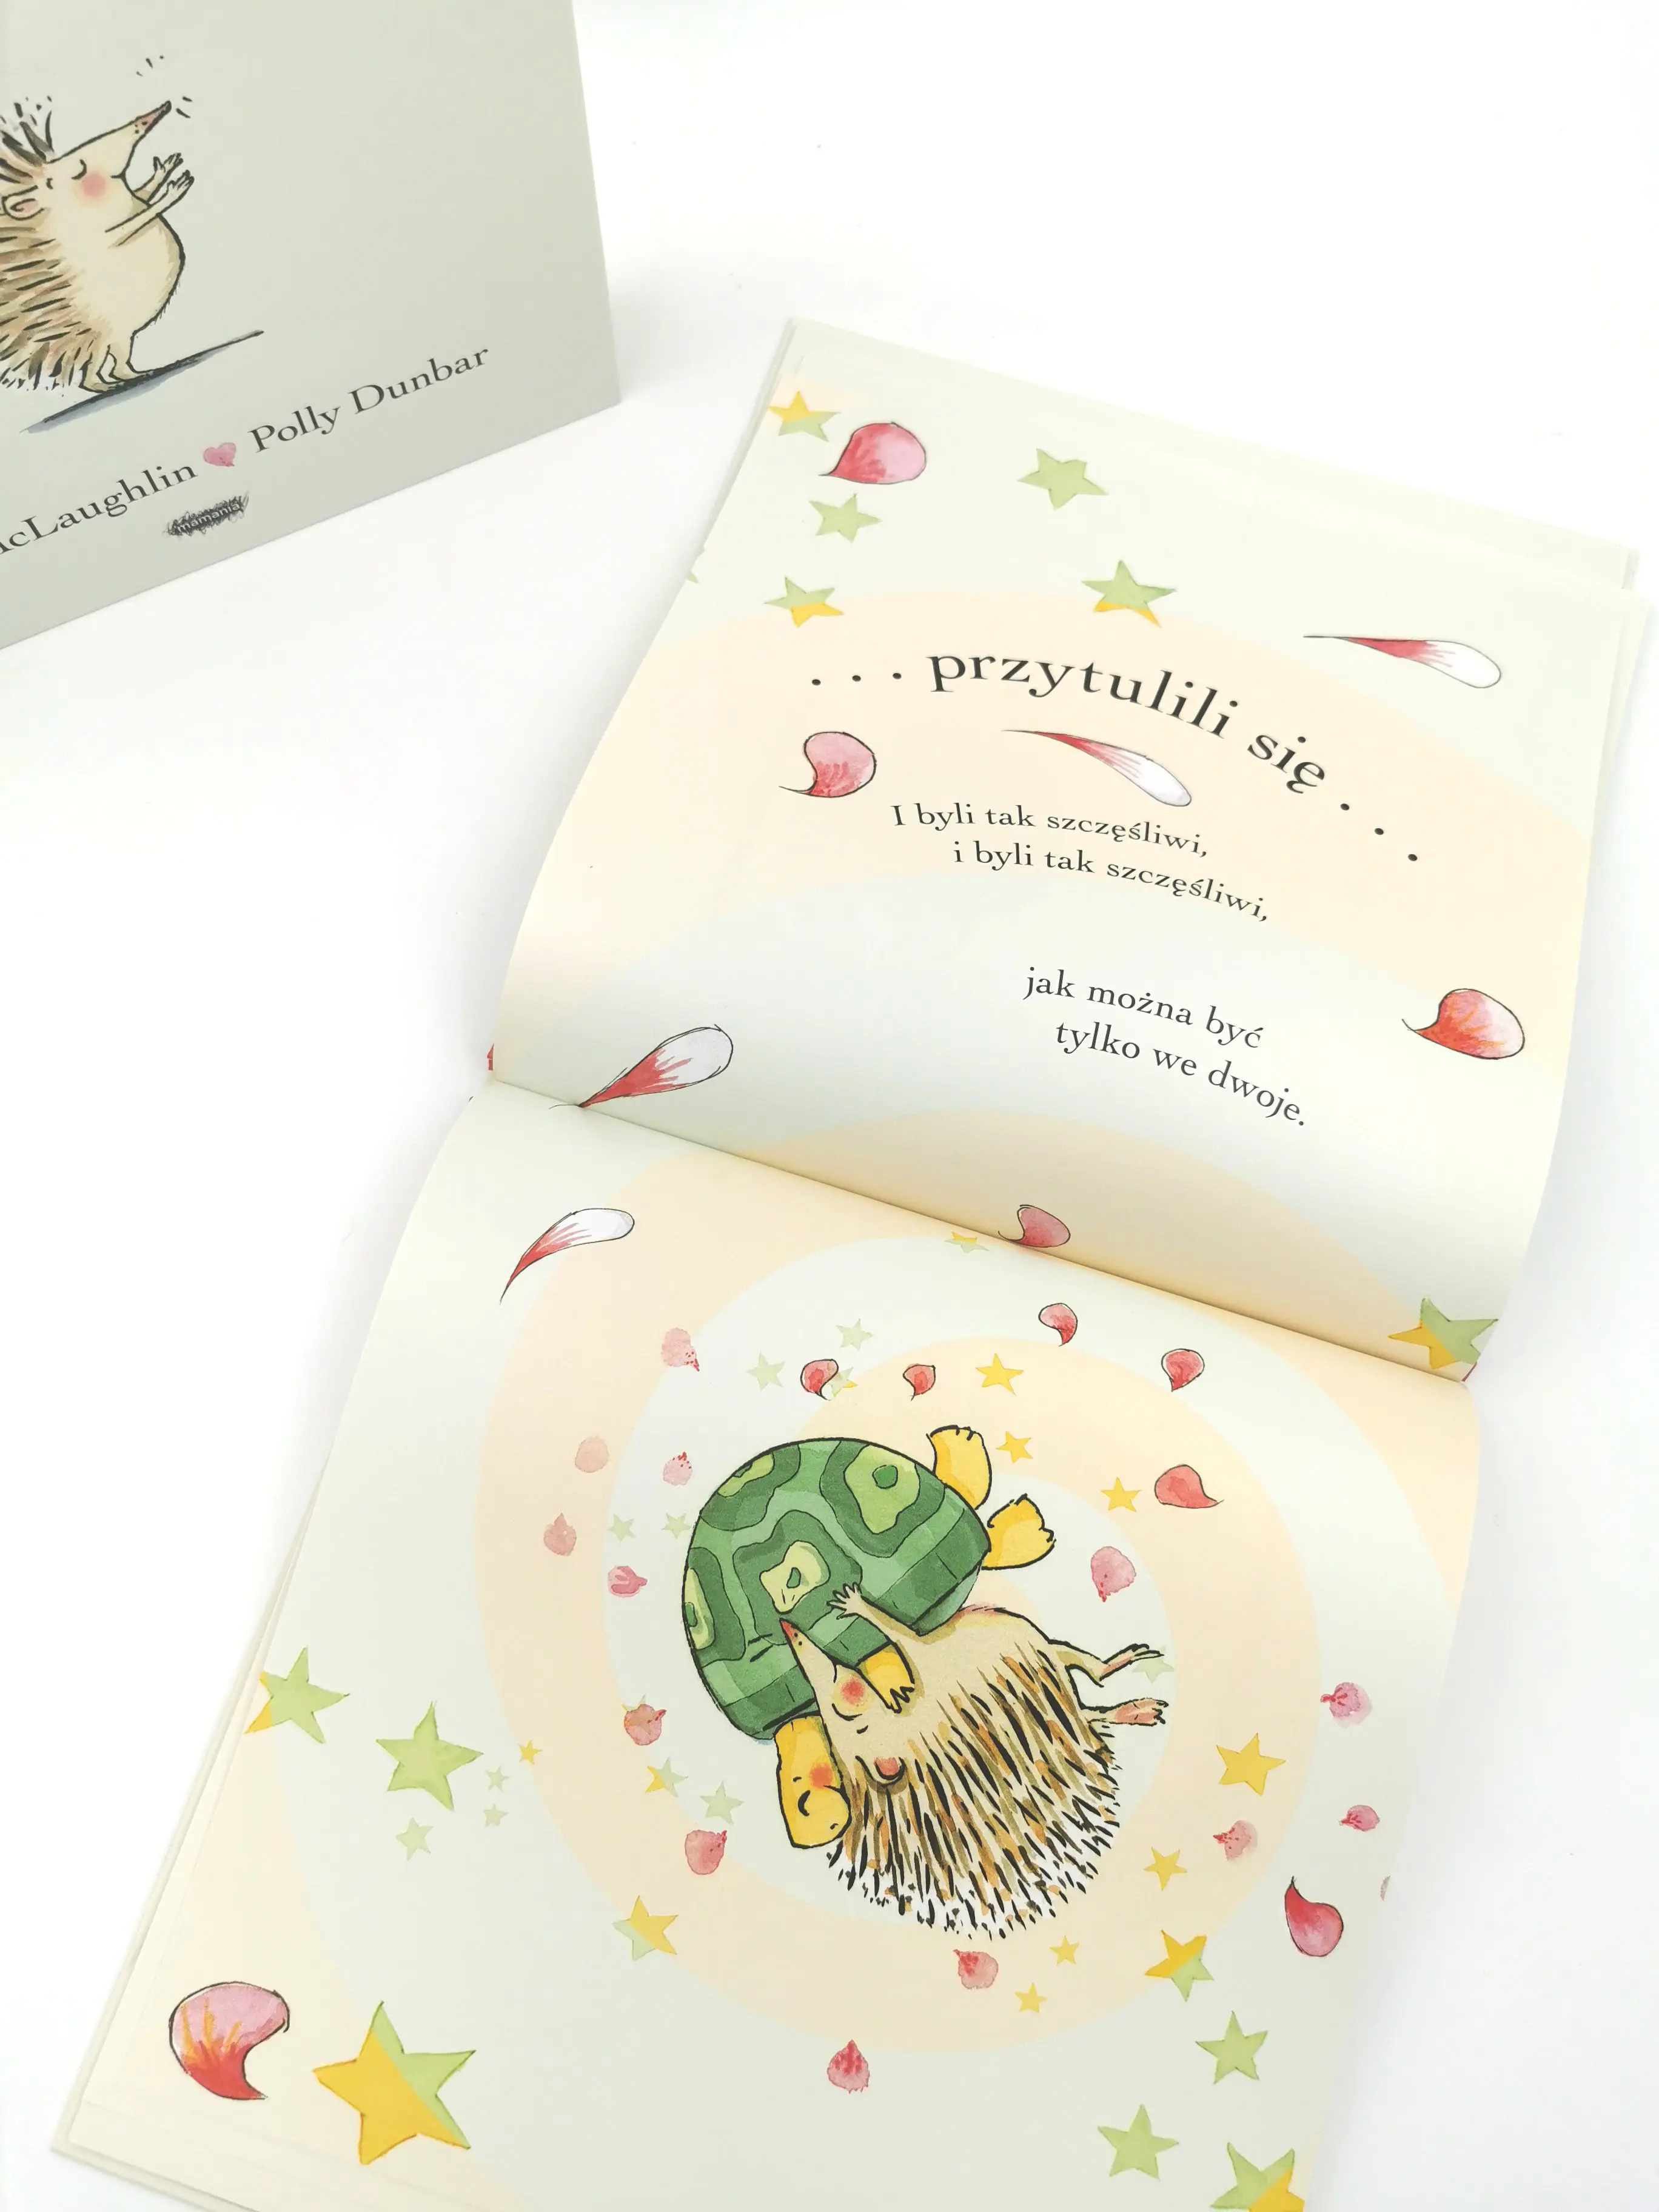 cLaughlin ♥ Polly Dunbar
mamania
. . . przytulili się . . .
I byli tak szczęśliwi,
i byli tak szczęśliwi,
jak można być
tylko we dwoje.